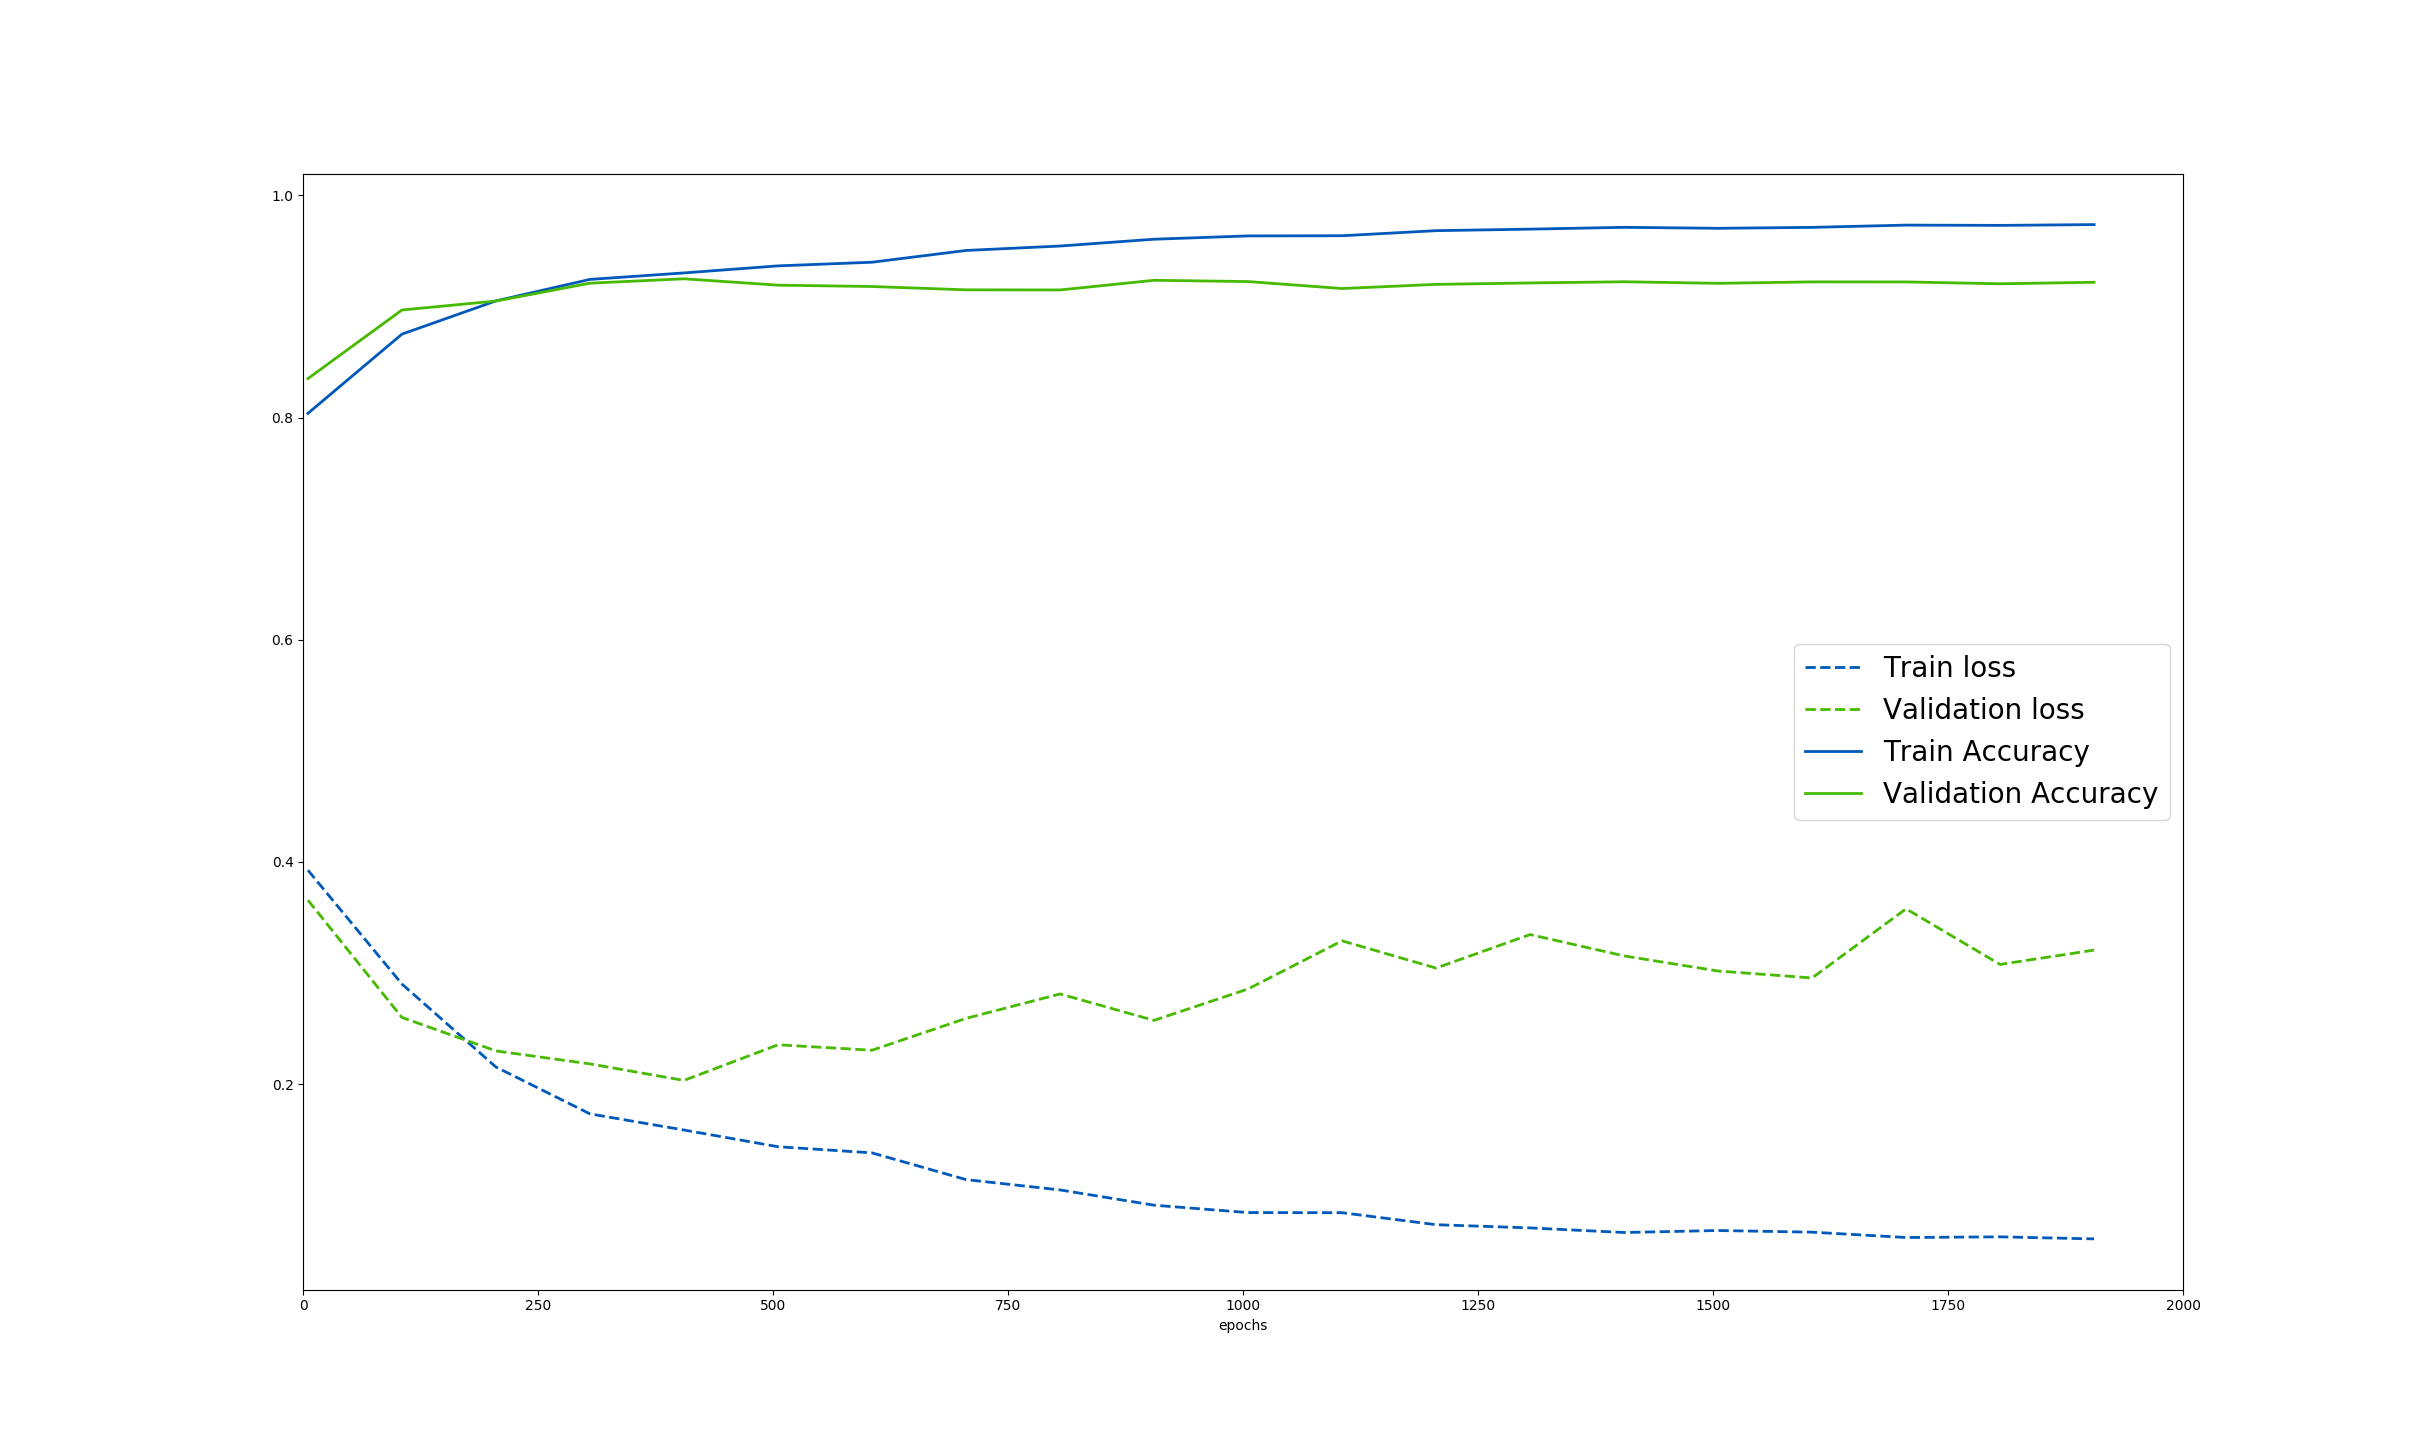 1.0
0.8
0.6
0.4
0.2
Train loss
Validation loss
Train Accuracy
Validation Accuracy
0 250 500 750 1000 1250 1500 1750 2000
epochs